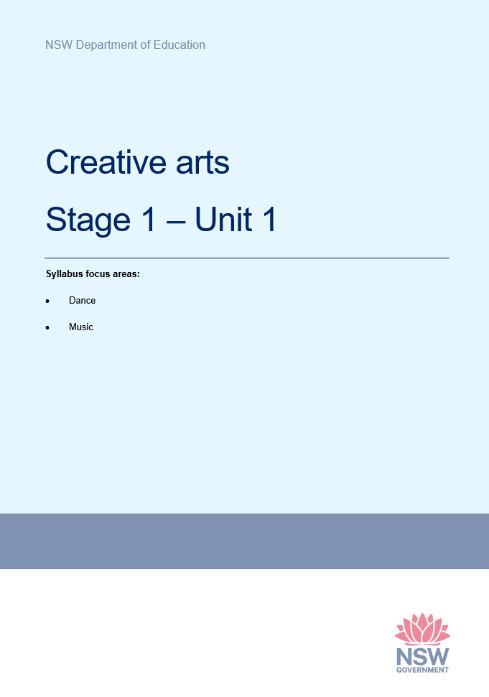 NSW Department of Education
Creative arts
Stage 1 – Unit 1
Syllabus focus areas:
• Dance
• Music
NSW
GOVERNMENT